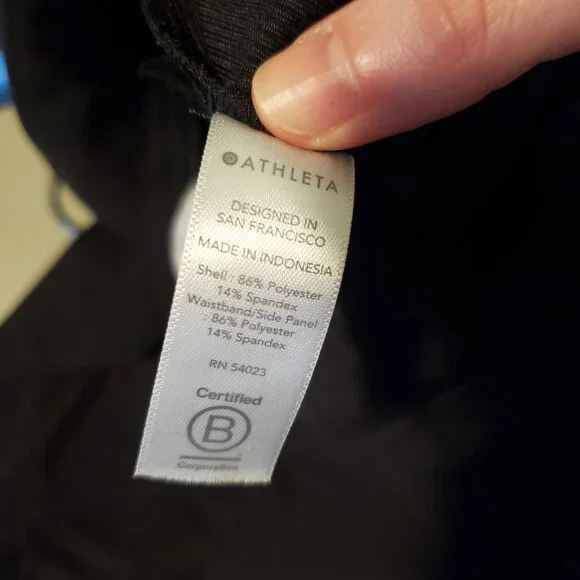 ATHLETA
DESIGNED IN
SAN FRANCISCO
MADE IN INDONESIA
Shell : 86% Polyester
14% Spandex
Waistband/Side Panel
: 86% Polyester
14% Spandex
RN 54023
Certified
B
Corporation